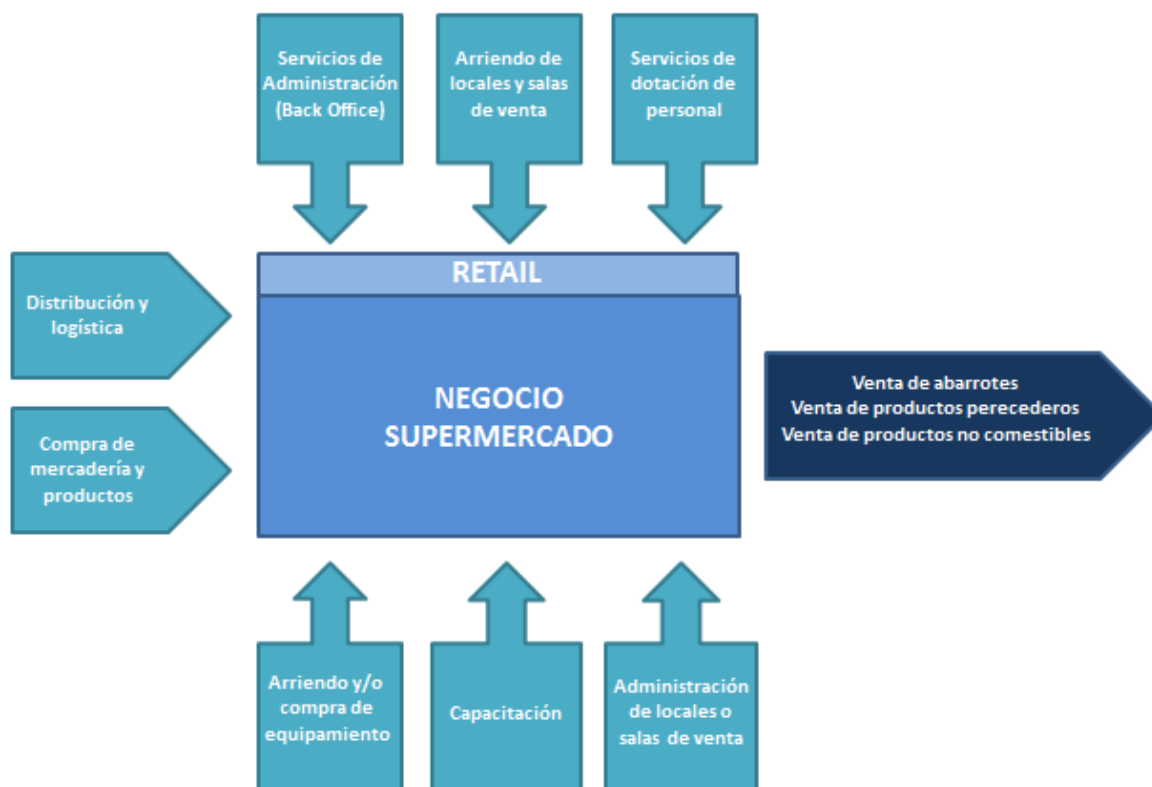 Servicios de
Administración
(Back Office)
Arriendo de
locales y salas
de venta
Servicios de
dotación de
personal
Distribución y
logística
Compra de
mercadería y
productos
RETAIL
NEGOCIO
SUPERMERCADO
Venta de abarrotes
Venta de productos perecederos
Venta de productos no comestibles
Arriendo y/o
compra de
equipamiento
Capacitación
Administración
de locales o
salas de venta